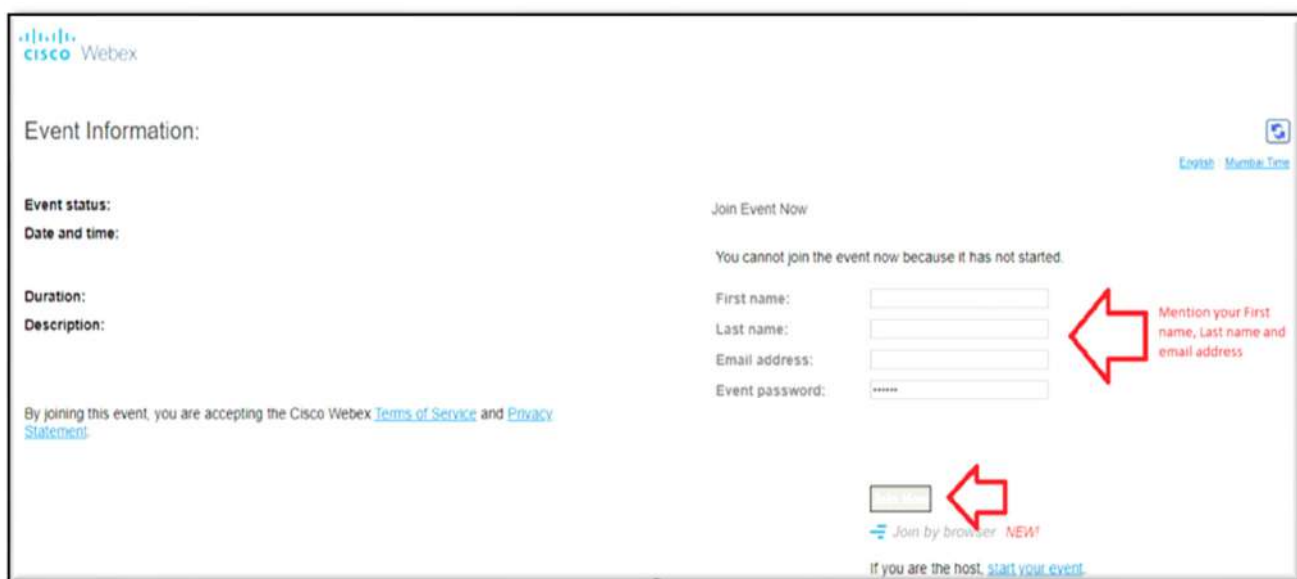 CISCO Webex
Event Information:
English Mumbai Time
Event status:
Date and time:
Duration:
Description:
By joining this event, you are accepting the Cisco Webex Terms of Service and Privacy
Statement.
Join Event Now
You cannot join the event now because it has not started.
First name:
Last name:
Email address:
Event password:
Mention your First
name, Last name and
email address
Join Now
Join by browser NEW!
If you are the host, start your event.